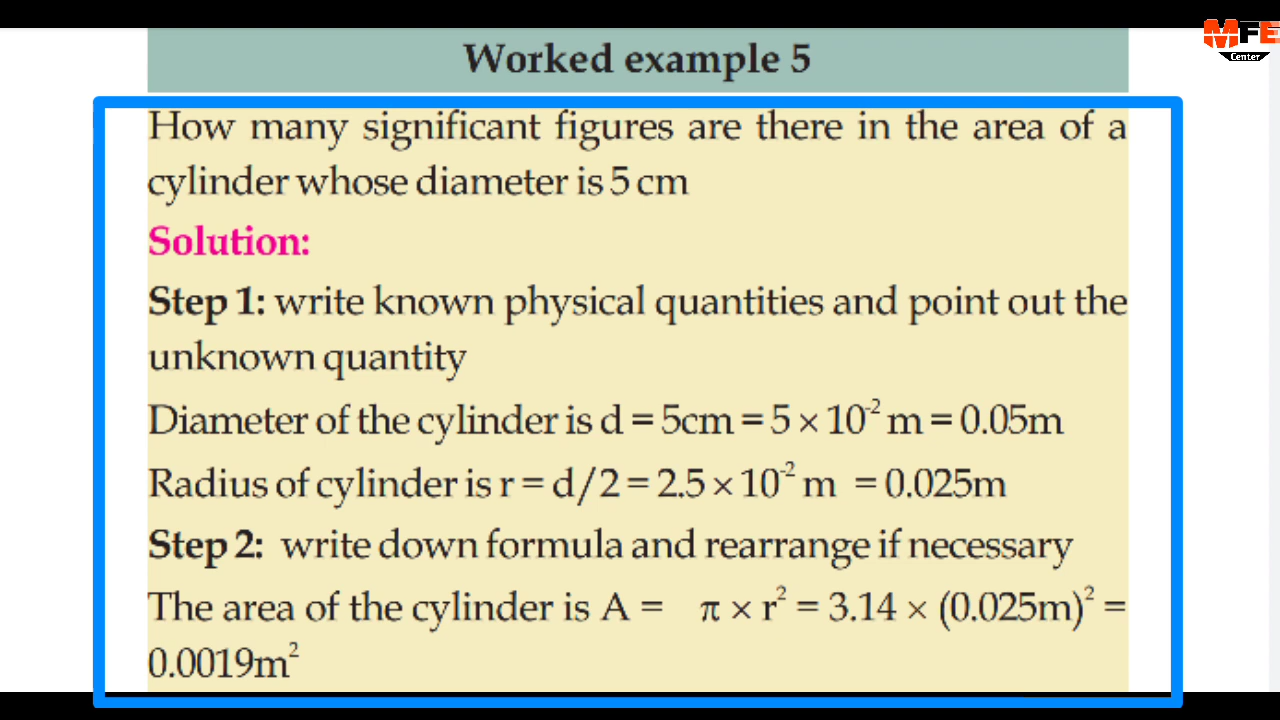 MFE
Center
Worked example 5
How many significant figures are there in the area of a
cylinder whose diameter is 5 cm
Solution:
Step 1: write known physical quantities and point out the
unknown quantity
Diameter of the cylinder is d = 5cm = 5 × 10⁻² m = 0.05m
Radius of cylinder is r = d/2 = 2.5 × 10⁻² m = 0.025m
Step 2: write down formula and rearrange if necessary
The area of the cylinder is A = π × r² = 3.14 × (0.025m)² =
0.0019m²